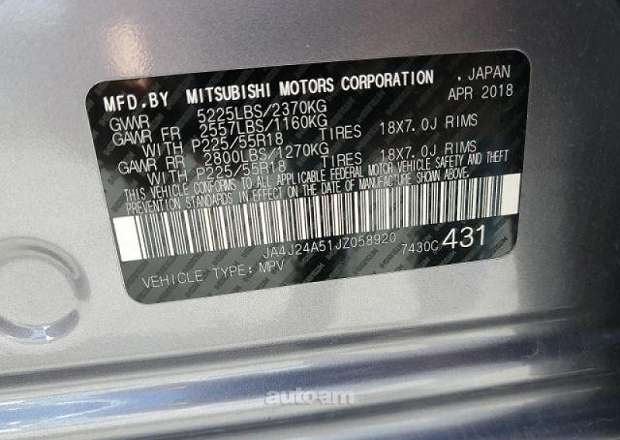 MFD.BY MITSUBISHI MOTORS CORPORATION . JAPAN
APR 2018
GVWR 5225LBS/2370KG
GAWR FR 2557LBS/1160KG
WITH P225/55R18 TIRES 18X7.0J RIMS
GAWR RR 2800LBS/1270KG
WITH P225/55R18 TIRES 18X7.0J RIMS
THIS VEHICLE CONFORMS TO ALL APPLICABLE FEDERAL MOTOR VEHICLE SAFETY AND THEFT
PREVENTION STANDARDS IN EFFECT ON THE DATE OF MANUFACTURE SHOWN ABOVE.
JA4J24A51JZ058920
7430C 431
VEHICLE TYPE: MPV
auto.am